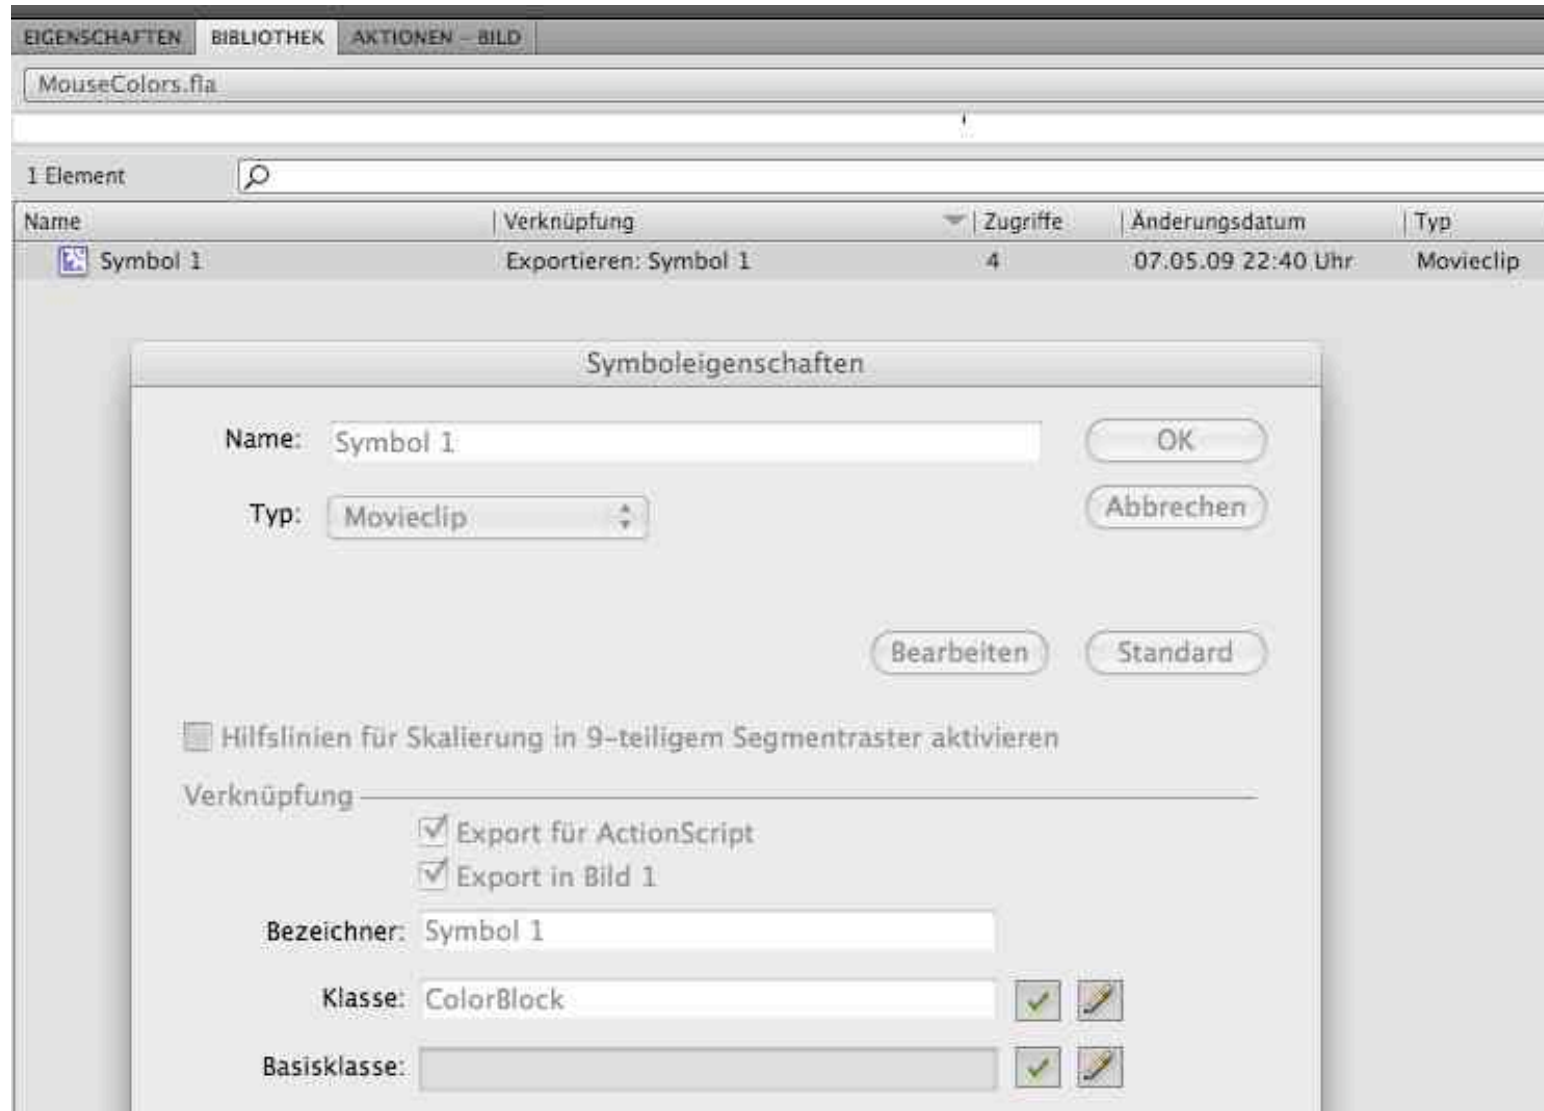 EIGENSCHAFTEN BIBLIOTHEK AKTIONEN – BILD
MouseColors.fla
1 Element
Name Verknüpfung Zugriffe Änderungsdatum Typ
Symbol 1 Exportieren: Symbol 1 4 07.05.09 22:40 Uhr Movieclip
Symboleigenschaften
Name: Symbol 1 OK
Typ: Movieclip Abbrechen
Bearbeiten Standard
Hilfslinien für Skalierung in 9-teiligem Segmentraster aktivieren
Verknüpfung
Export für ActionScript
Export in Bild 1
Bezeichner: Symbol 1
Klasse: ColorBlock
Basisklasse: